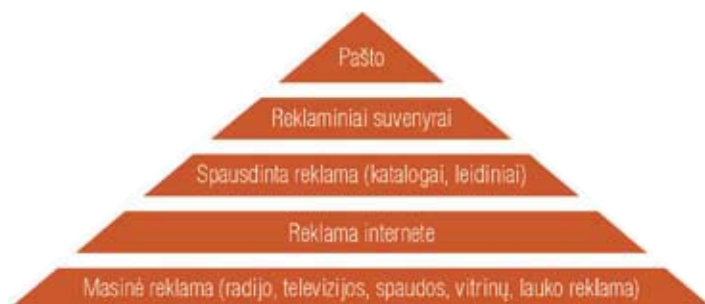 Pašto
Reklaminiai suvenyrai
Spausdinta reklama (katalogai, leidiniai)
Reklama internete
Masinė reklama (radijo, televizijos, spaudos, vitrinų, lauko reklama)